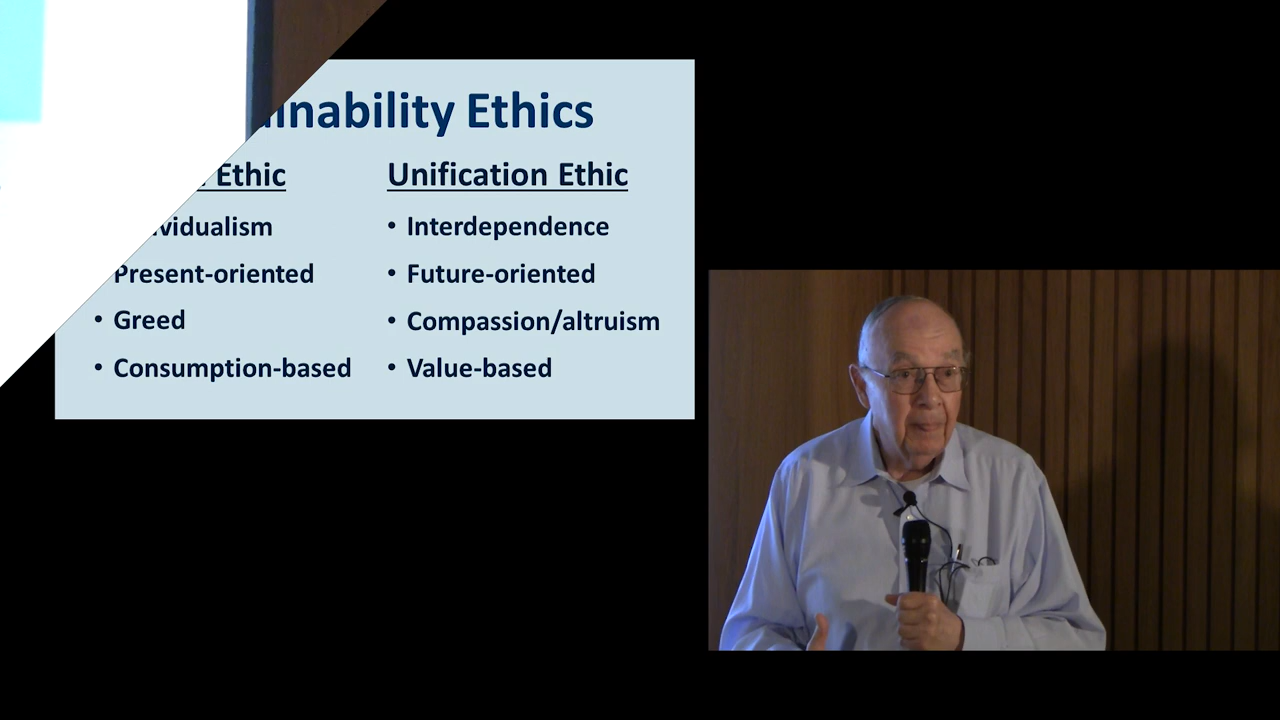 inability Ethics
Ethic
vidualism
Present-oriented
• Greed
• Consumption-based
Unification Ethic
• Interdependence
• Future-oriented
• Compassion/altruism
• Value-based